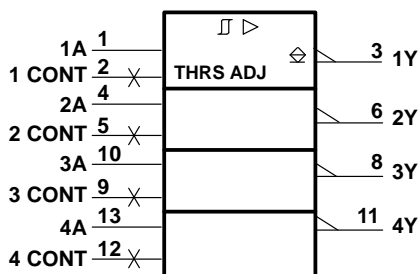 1A 1
1 CONT 2
THRS ADJ
3 1Y
2A 4
2 CONT 5
6 2Y
3A 10
3 CONT 9
8 3Y
4A 13
4 CONT 12
11 4Y